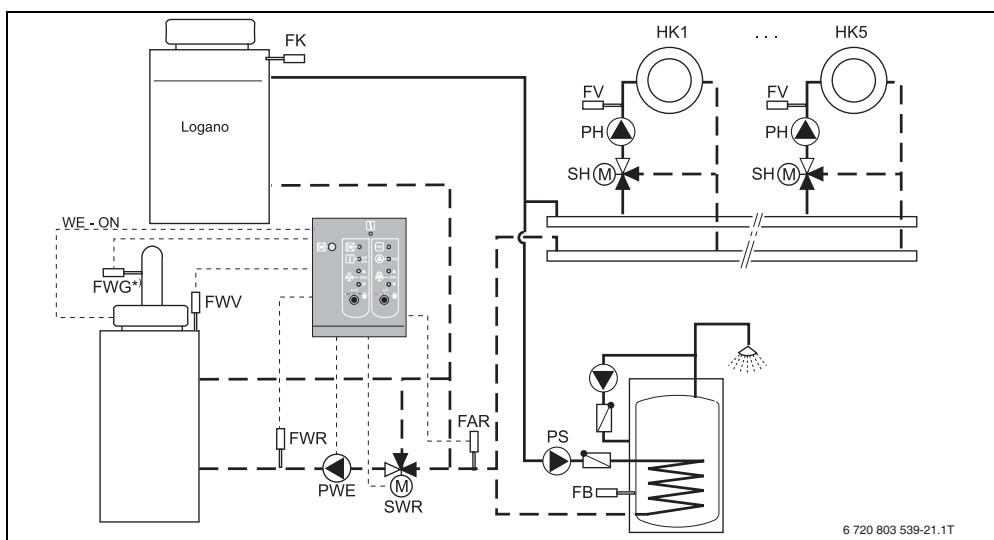 FK
HK1 . . . HK5
FV
FV
Logano
PH
PH
SH M
SH M
WE - ON
FWG*)
FWV
FWR
FAR
PWE
M
SWR
PS
FB
6 720 803 539-21.1T